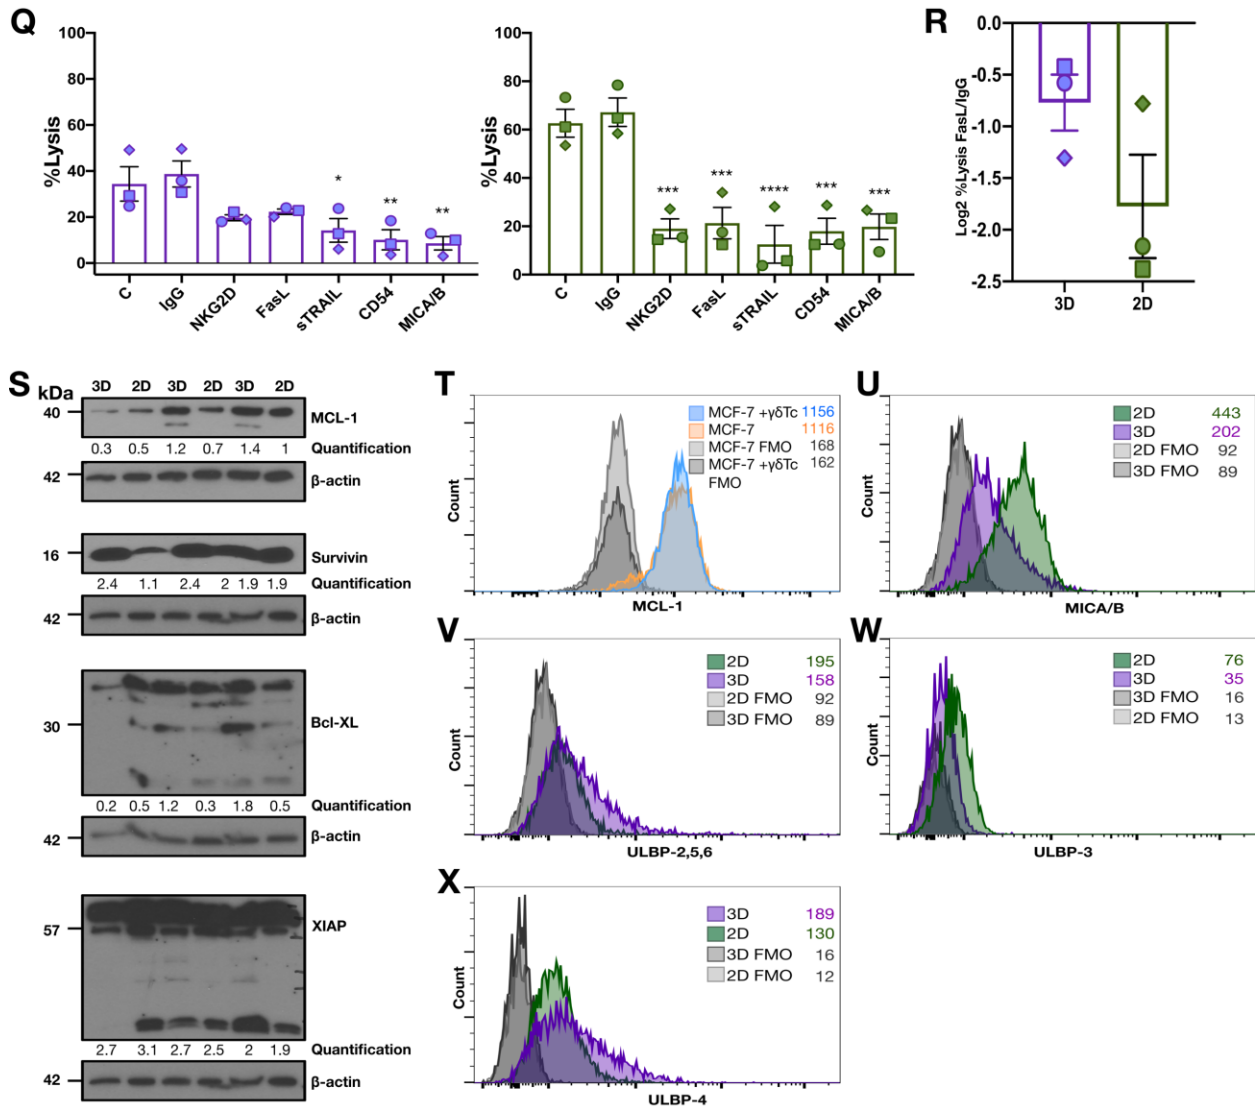 Q
%Lysis
100
80
60
40
20
0
*
**
**
C
IgG
NKG2D
FasL
sTRAIL
CD54
MICA/B
%Lysis
100
80
60
40
20
0
***
***
****
***
***
C
IgG
NKG2D
FasL
sTRAIL
CD54
MICA/B
R
Log2 %Lysis FasL/IgG
0.0
-0.5
-1.0
-1.5
-2.0
-2.5
3D
2D
S
kDa
3D 2D 3D 2D 3D 2D
40
MCL-1
0.3 0.5 1.2 0.7 1.4 1 Quantification
42
β-actin
16
Survivin
2.4 1.1 2.4 2 1.9 1.9 Quantification
42
β-actin
30
Bcl-XL
0.2 0.5 1.2 0.3 1.8 0.5 Quantification
42
β-actin
57
XIAP
2.7 3.1 2.7 2.5 2 1.9 Quantification
42
β-actin
T
Count
MCF-7 +γδTc 1156
MCF-7 1116
MCF-7 FMO 168
MCF-7 +γδTc 162
FMO
MCL-1
U
Count
2D 443
3D 202
2D FMO 92
3D FMO 89
MICA/B
V
Count
2D 195
3D 158
2D FMO 92
3D FMO 89
ULBP-2,5,6
W
Count
2D 76
3D 35
3D FMO 16
2D FMO 13
ULBP-3
X
Count
3D 189
2D 130
3D FMO 16
2D FMO 12
ULBP-4